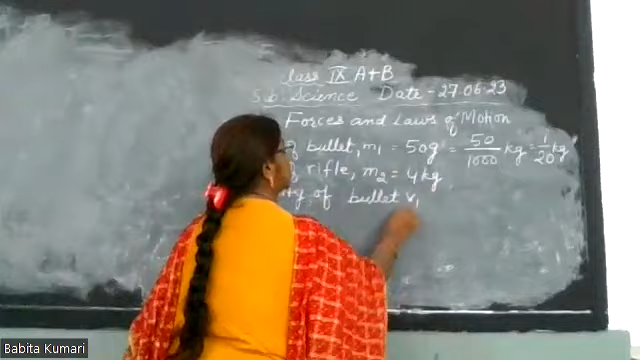 Class IX A+B
Sub: Science Date - 27.06.23
Forces and Laws of Motion
of bullet, m₁ = 50g = 50/1000 kg = 1/20 kg
rifle, m₂ = 4kg
of bullet v₁
Babita Kumari